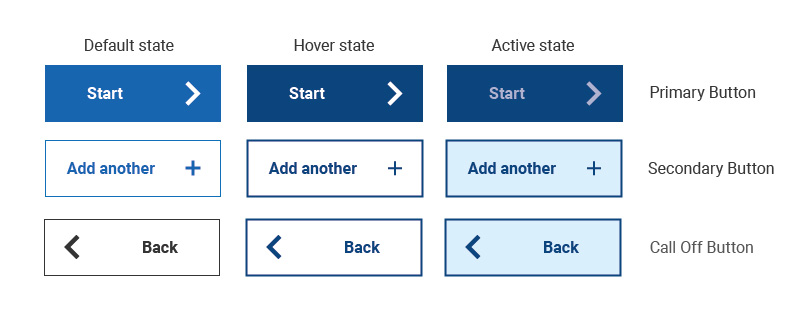 Default state Hover state Active state
Start Start Start Primary Button
Add another Add another Add another Secondary Button
Back Back Back Call Off Button